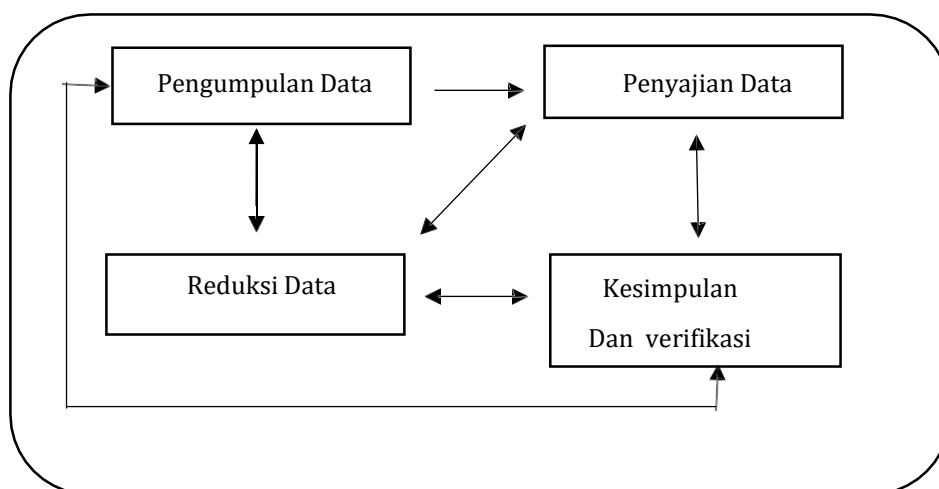 Pengumpulan Data
Penyajian Data
Reduksi Data
Kesimpulan
Dan verifikasi